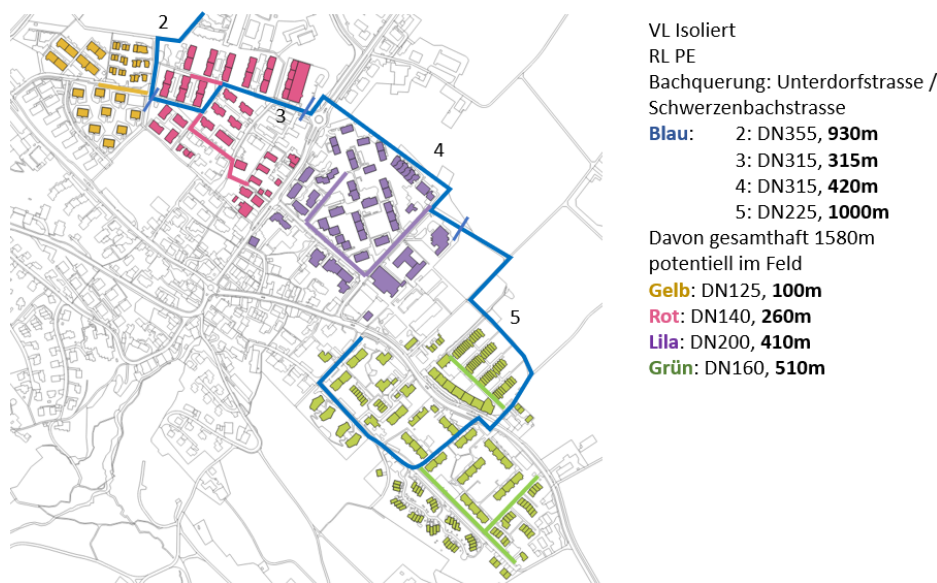 2
3
4
5
VL Isoliert
RL PE
Bachquerung: Unterdorfstrasse /
Schwerzenbachstrasse
Blau: 2: DN355, 930m
3: DN315, 315m
4: DN315, 420m
5: DN225, 1000m
Davon gesamthaft 1580m
potentiell im Feld
Gelb: DN125, 100m
Rot: DN140, 260m
Lila: DN200, 410m
Grün: DN160, 510m